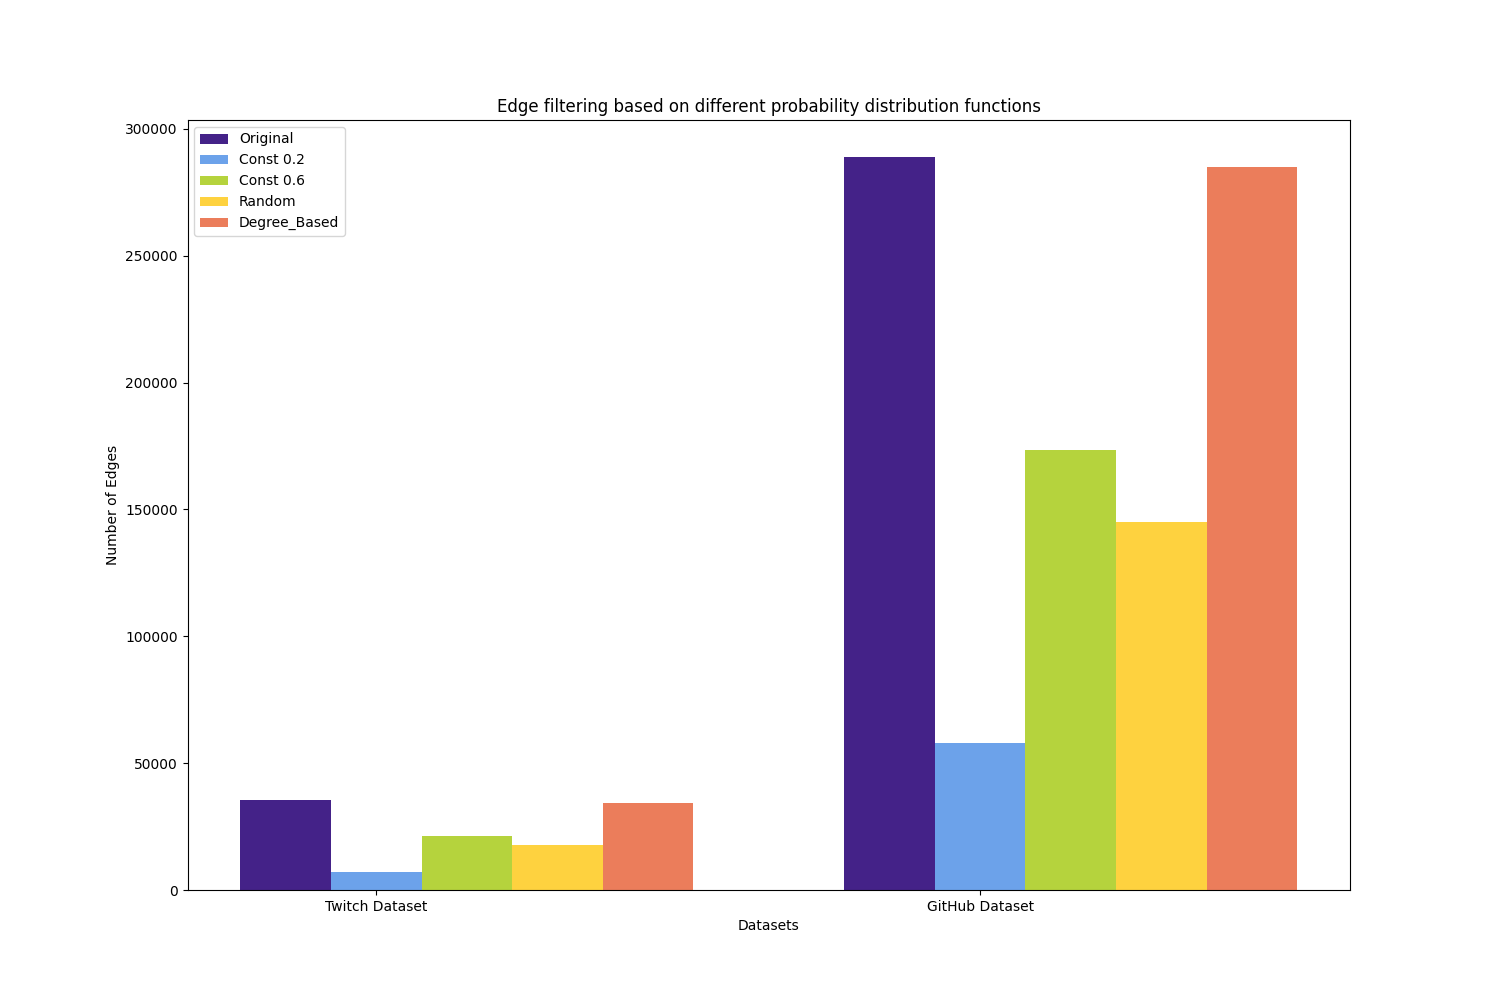 Edge filtering based on different probability distribution functions
Original
Const 0.2
Const 0.6
Random
Degree_Based
300000
250000
200000
150000
100000
50000
0
Number of Edges
Twitch Dataset
GitHub Dataset
Datasets